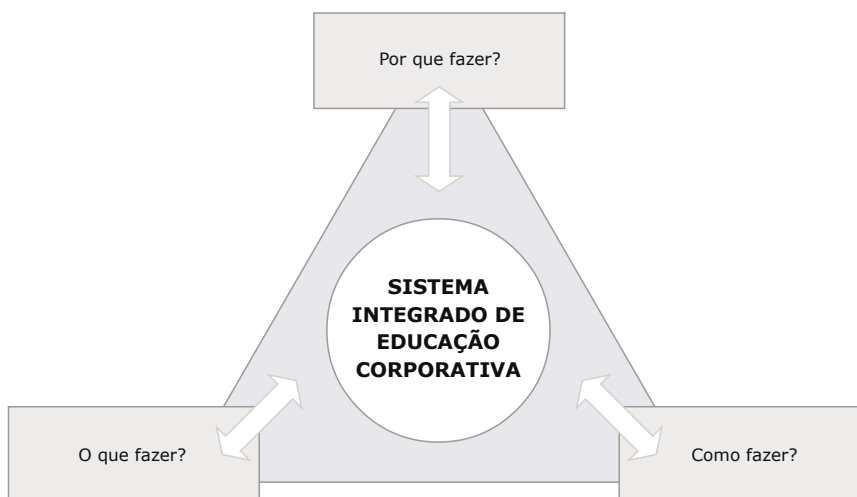 Por que fazer?
SISTEMA
INTEGRADO DE
EDUCAÇÃO
CORPORATIVA
O que fazer?
Como fazer?